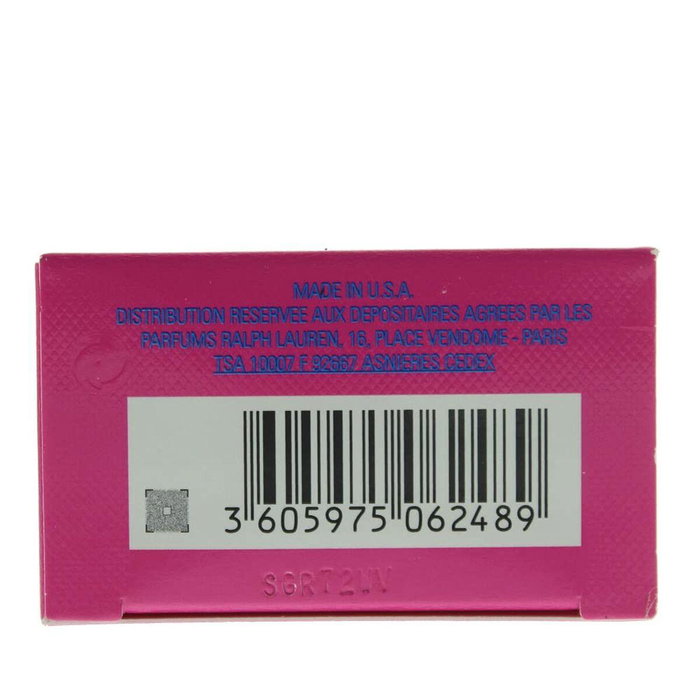 MADE IN U.S.A.
DISTRIBUTION RESERVEE AUX DEPOSITAIRES AGREES PAR LES
PARFUMS RALPH LAUREN, 16, PLACE VENDOME - PARIS
TSA 10007 F 92667 ASNIERES CEDEX
3 605975 062489